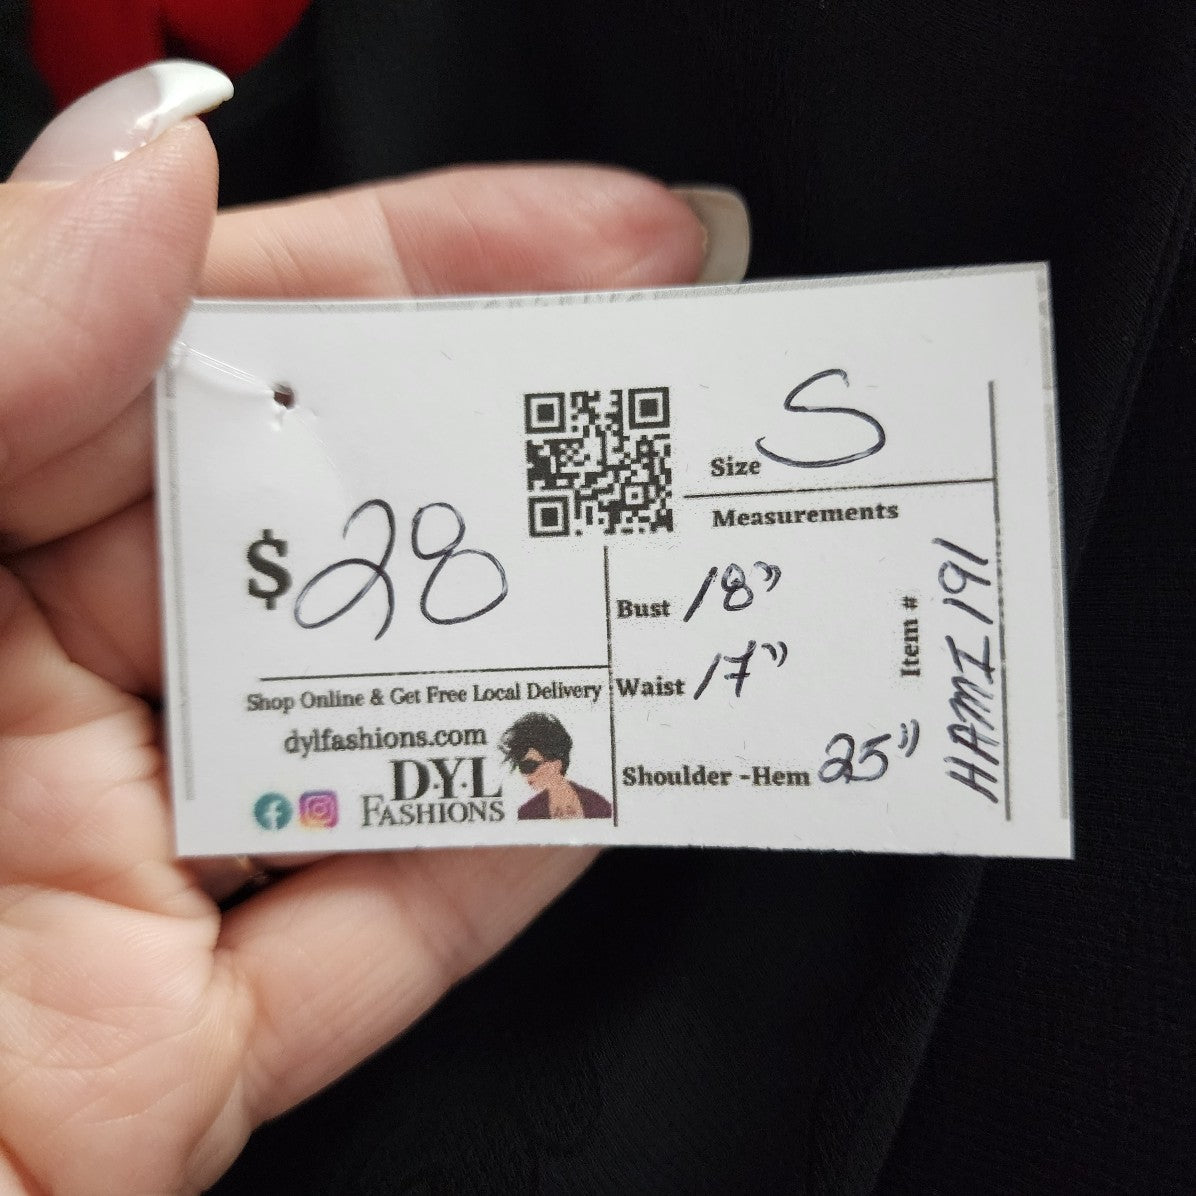 Size S
$28
Measurements
Bust 18"
Waist 17"
Shoulder -Hem 25"
Item # HAMI191
Shop Online & Get Free Local Delivery
dylfashions.com
D·Y·L
FASHIONS